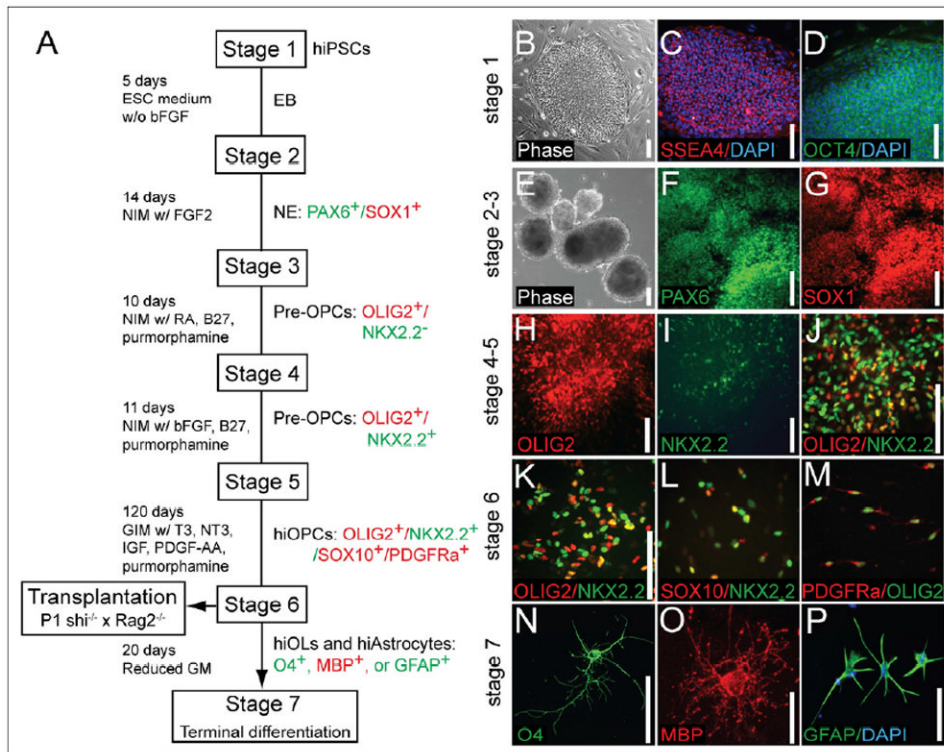 A
Stage 1
hiPSCs
5 days
ESC medium
w/o bFGF
EB
Stage 2
14 days
NIM w/ FGF2
NE: PAX6⁺/SOX1⁺
Stage 3
10 days
NIM w/ RA, B27,
purmorphamine
Pre-OPCs: OLIG2⁺/
NKX2.2⁻
Stage 4
11 days
NIM w/ bFGF, B27,
purmorphamine
Pre-OPCs: OLIG2⁺/
NKX2.2⁺
Stage 5
120 days
GIM w/ T3, NT3,
IGF, PDGF-AA,
purmorphamine
hiOPCs: OLIG2⁺/NKX2.2⁺
/SOX10⁺/PDGFRa⁺
Transplantation
P1 shi⁻/⁻ x Rag2⁻/⁻
Stage 6
20 days
Reduced GM
hiOLs and hiAstrocytes:
O4⁺, MBP⁺, or GFAP⁺
Stage 7
Terminal differentiation
stage 1
B
Phase
C
SSEA4/DAPI
D
OCT4/DAPI
stage 2-3
E
Phase
F
PAX6
G
SOX1
stage 4-5
H
OLIG2
I
NKX2.2
J
OLIG2/NKX2.2
stage 6
K
OLIG2/NKX2.2
L
SOX10/NKX2.2
M
PDGFRa/OLIG2
stage 7
N
O4
O
MBP
P
GFAP/DAPI